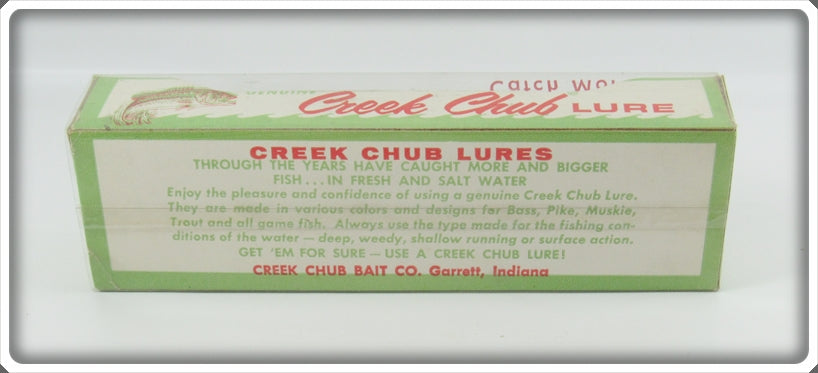 Catch Mo
GENUINE Creek Chub LURE
CREEK CHUB LURES
THROUGH THE YEARS HAVE CAUGHT MORE AND BIGGER
FISH...IN FRESH AND SALT WATER
Enjoy the pleasure and confidence of using a genuine Creek Chub Lure.
They are made in various colors and designs for Bass, Pike, Muskie,
Trout and all game fish. Always use the type made for the fishing con-
ditions of the water — deep, weedy, shallow running or surface action.
GET 'EM FOR SURE — USE A CREEK CHUB LURE!
CREEK CHUB BAIT CO. Garrett, Indiana